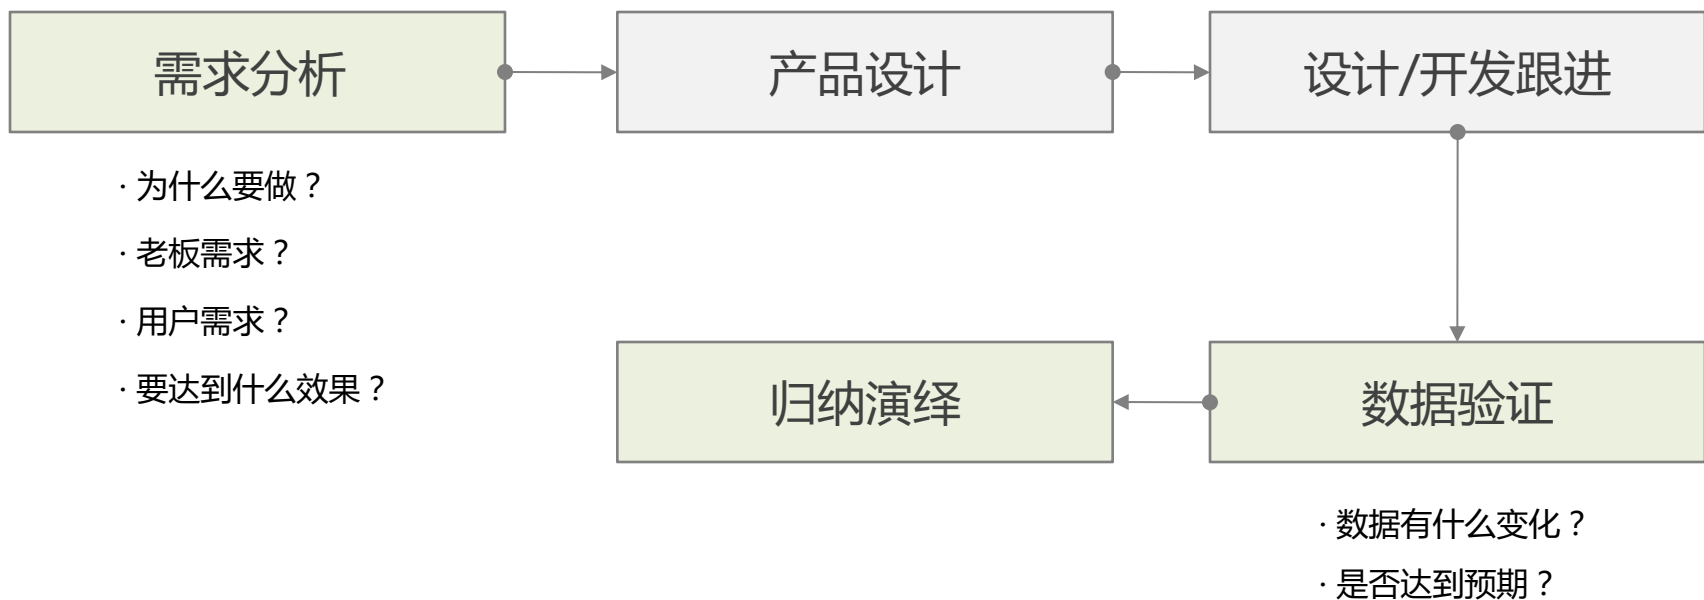 需求分析
产品设计
设计/开发跟进
· 为什么要做？
· 老板需求？
· 用户需求？
· 要达到什么效果？
归纳演绎
数据验证
· 数据有什么变化？
· 是否达到预期？